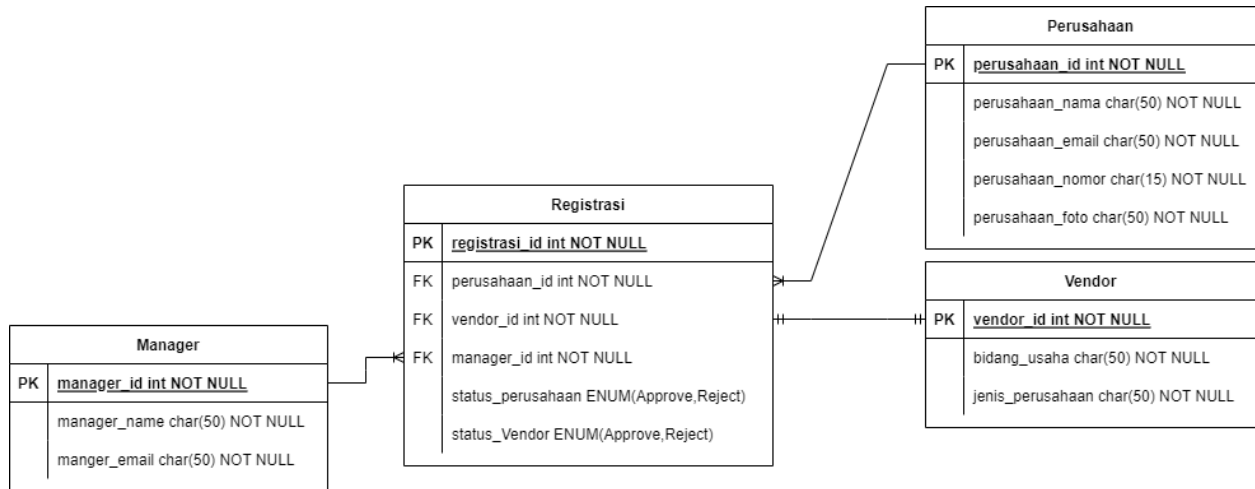 Perusahaan
PK perusahaan_id int NOT NULL
perusahaan_nama char(50) NOT NULL
perusahaan_email char(50) NOT NULL
perusahaan_nomor char(15) NOT NULL
perusahaan_foto char(50) NOT NULL
Registrasi
PK registrasi_id int NOT NULL
FK perusahaan_id int NOT NULL
FK vendor_id int NOT NULL
FK manager_id int NOT NULL
status_perusahaan ENUM(Approve,Reject)
status_Vendor ENUM(Approve,Reject)
Vendor
PK vendor_id int NOT NULL
bidang_usaha char(50) NOT NULL
jenis_perusahaan char(50) NOT NULL
Manager
PK manager_id int NOT NULL
manager_name char(50) NOT NULL
manger_email char(50) NOT NULL